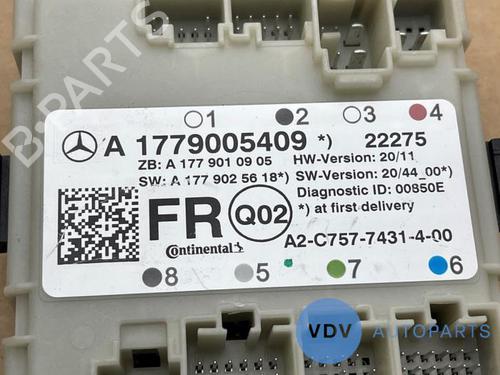 1 2 3 4
A 1779005409 *) 22275
ZB: A 177 901 09 05 HW-Version: 20/11
SW: A 177 902 56 18*) SW-Version: 20/44_00*)
Diagnostic ID: 00850E
*) at first delivery
FR Q02
Continental A2-C757-7431-4-00
8 5 7 6
B-PARTS
VDV AUTOPARTS